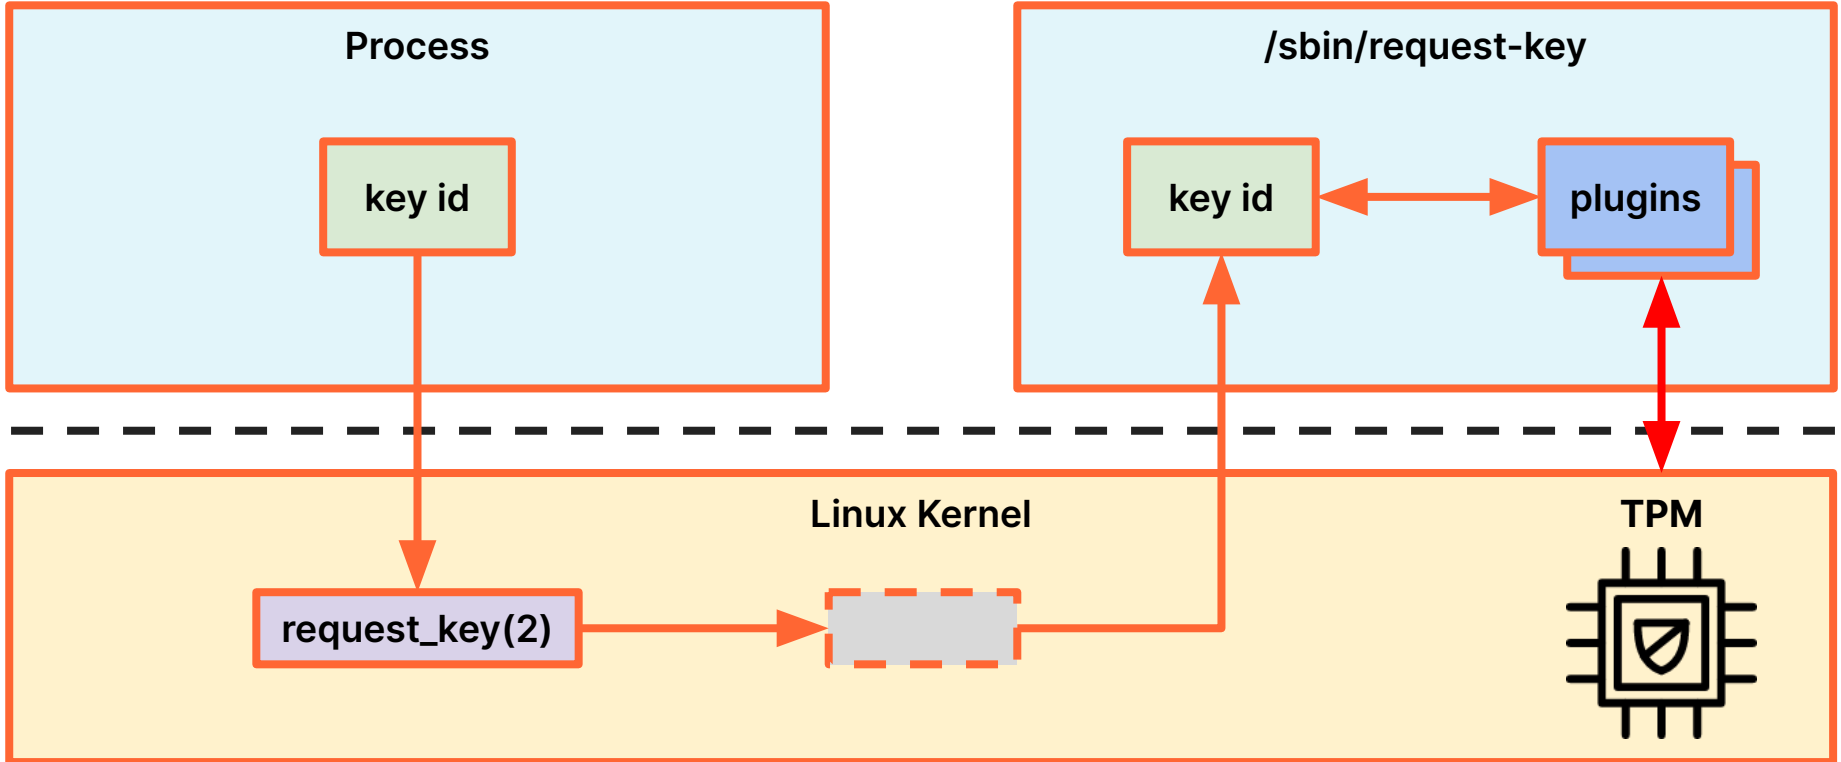 Process
/sbin/request-key
key id
key id
plugins
Linux Kernel
TPM
request_key(2)